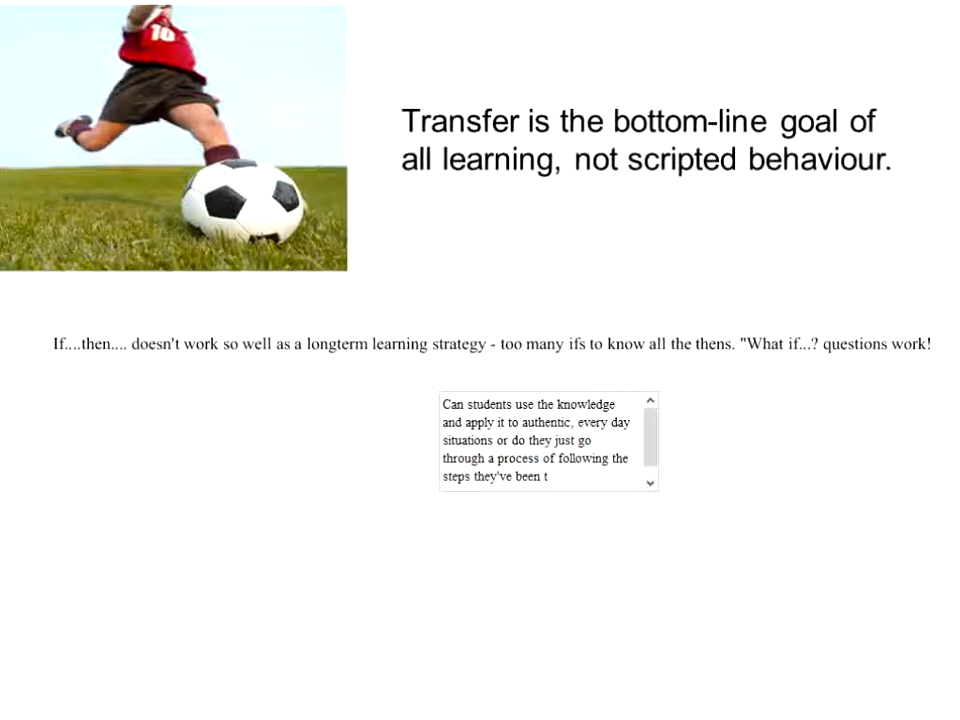 10
Transfer is the bottom-line goal of
all learning, not scripted behaviour.
If....then.... doesn't work so well as a longterm learning strategy - too many ifs to know all the thens. "What if...? questions work!
Can students use the knowledge
and apply it to authentic, every day
situations or do they just go
through a process of following the
steps they've been t